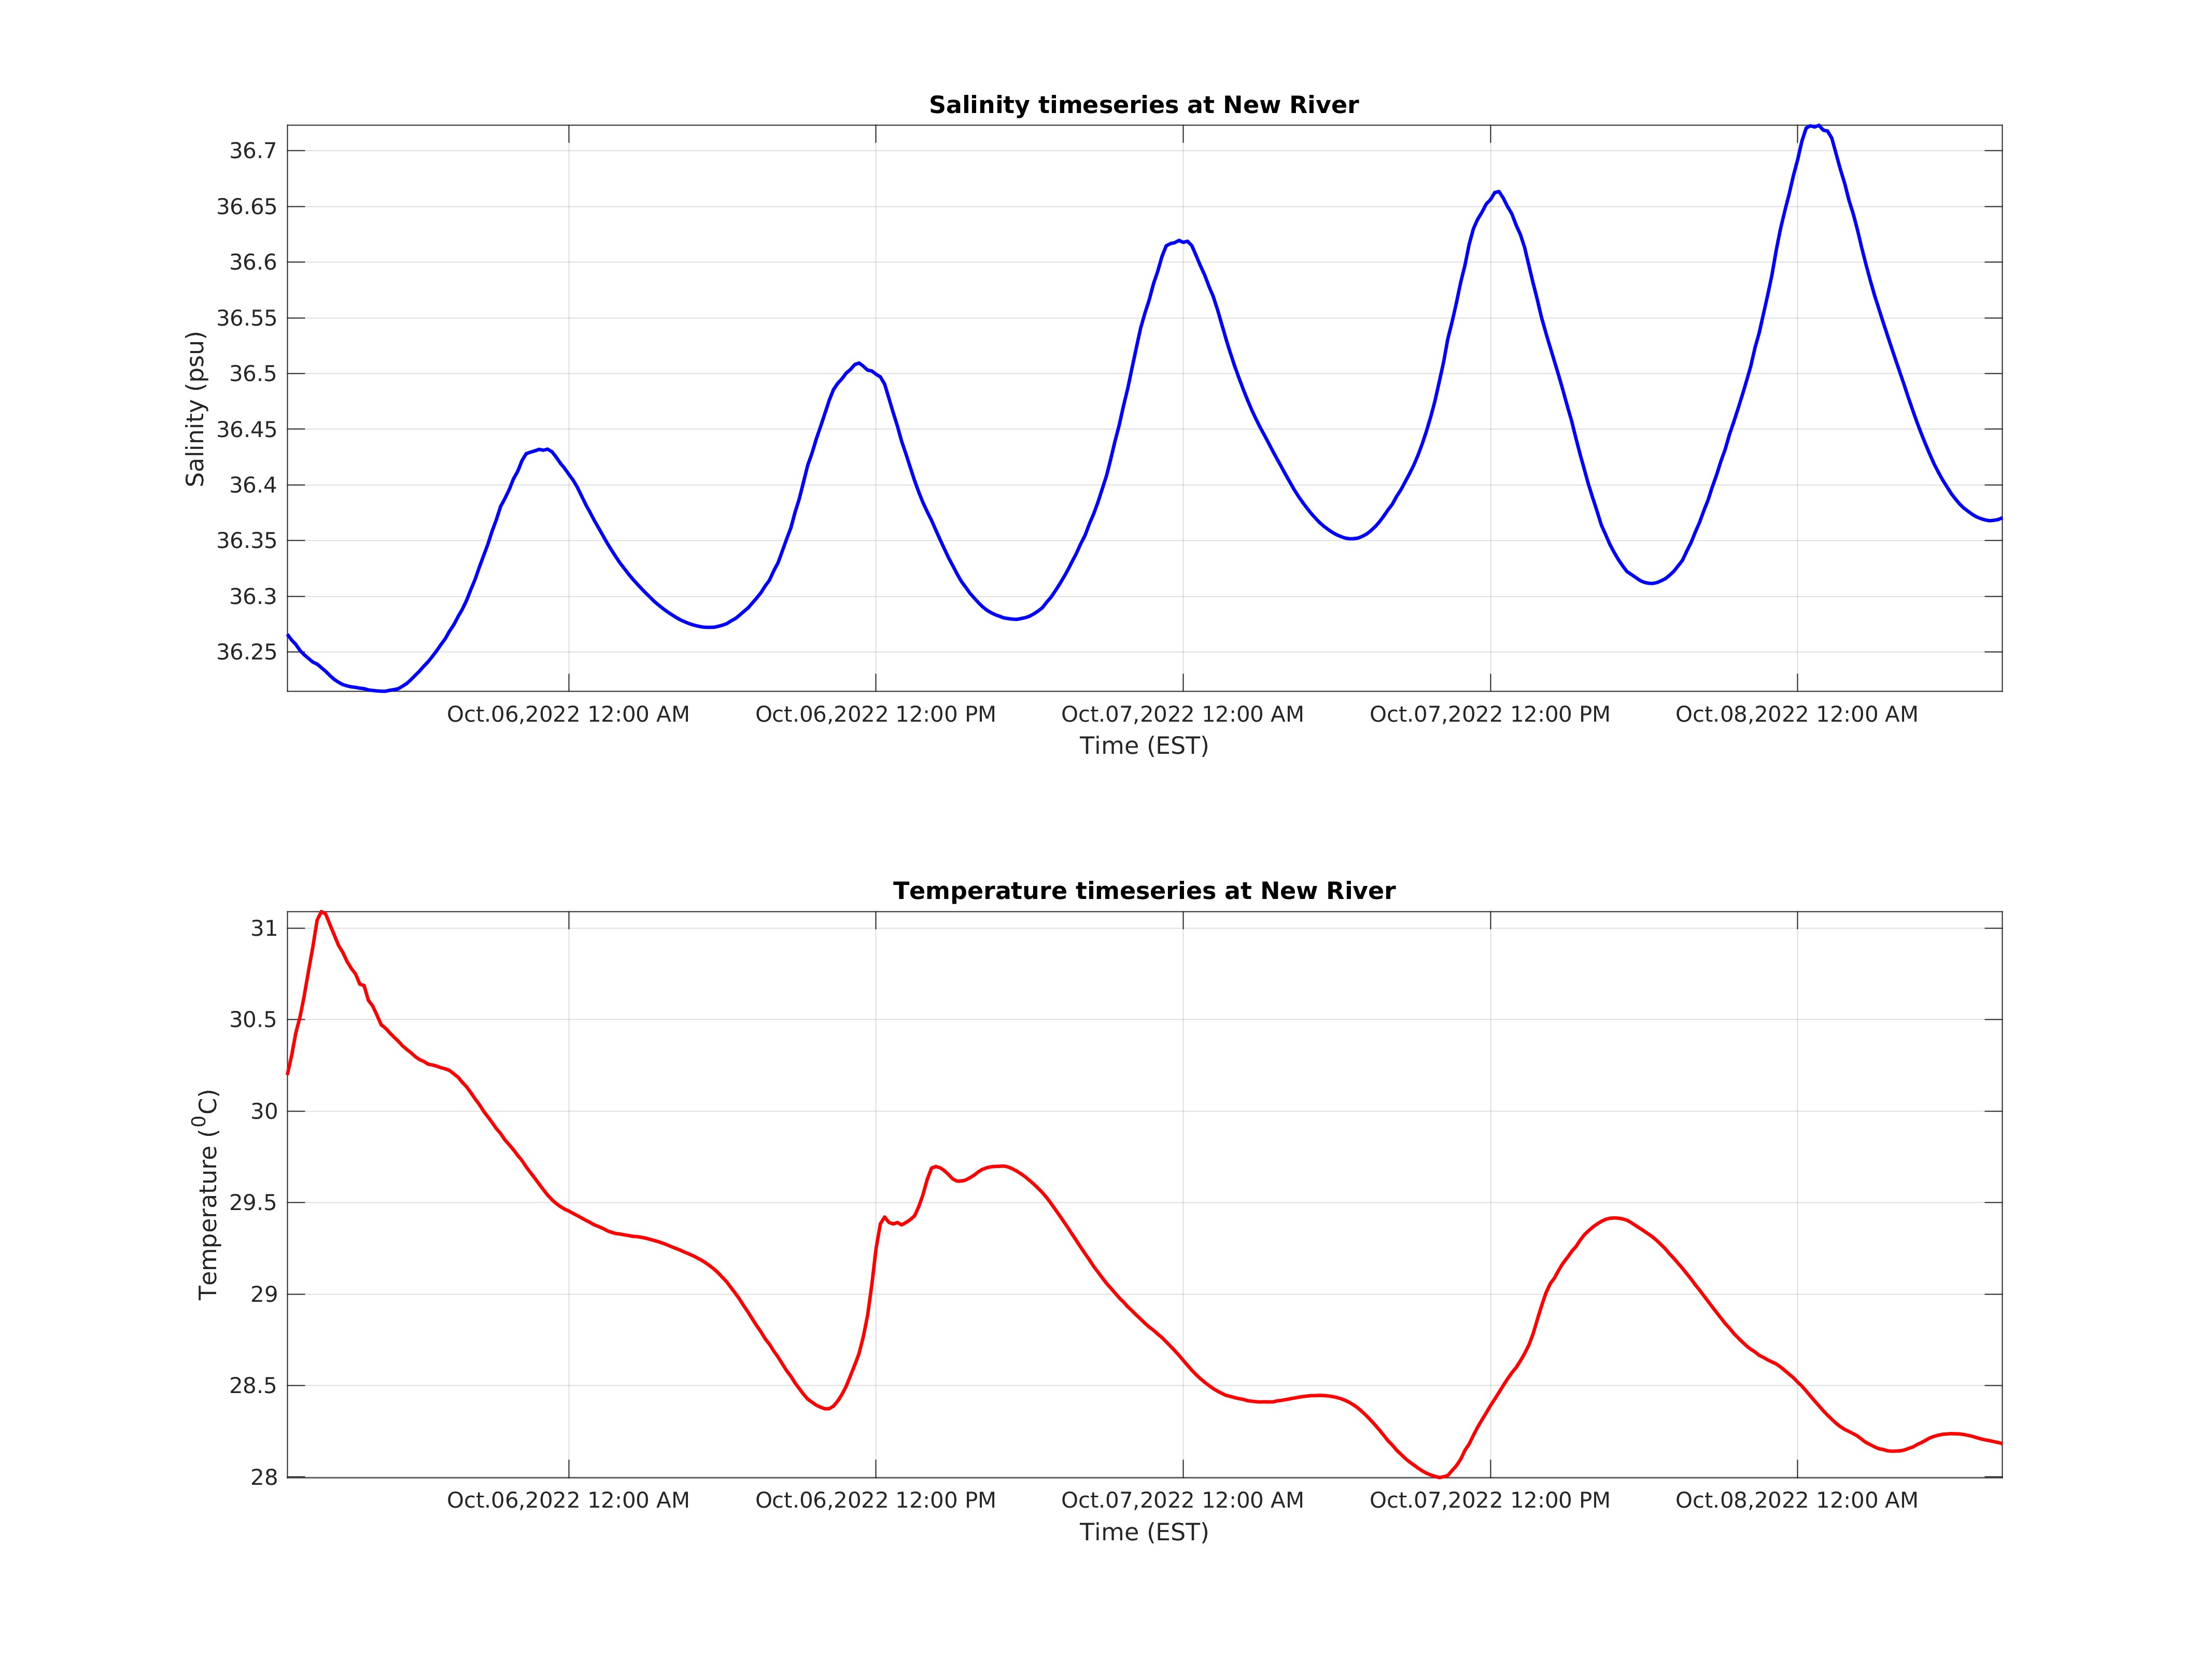 Salinity timeseries at New River
36.7
36.65
36.6
36.55
36.5
36.45
36.4
36.35
36.3
36.25
Salinity (psu)
Oct.06,2022 12:00 AM Oct.06,2022 12:00 PM Oct.07,2022 12:00 AM Oct.07,2022 12:00 PM Oct.08,2022 12:00 AM
Time (EST)
Temperature timeseries at New River
31
30.5
30
29.5
29
28.5
28
Temperature (⁰C)
Oct.06,2022 12:00 AM Oct.06,2022 12:00 PM Oct.07,2022 12:00 AM Oct.07,2022 12:00 PM Oct.08,2022 12:00 AM
Time (EST)